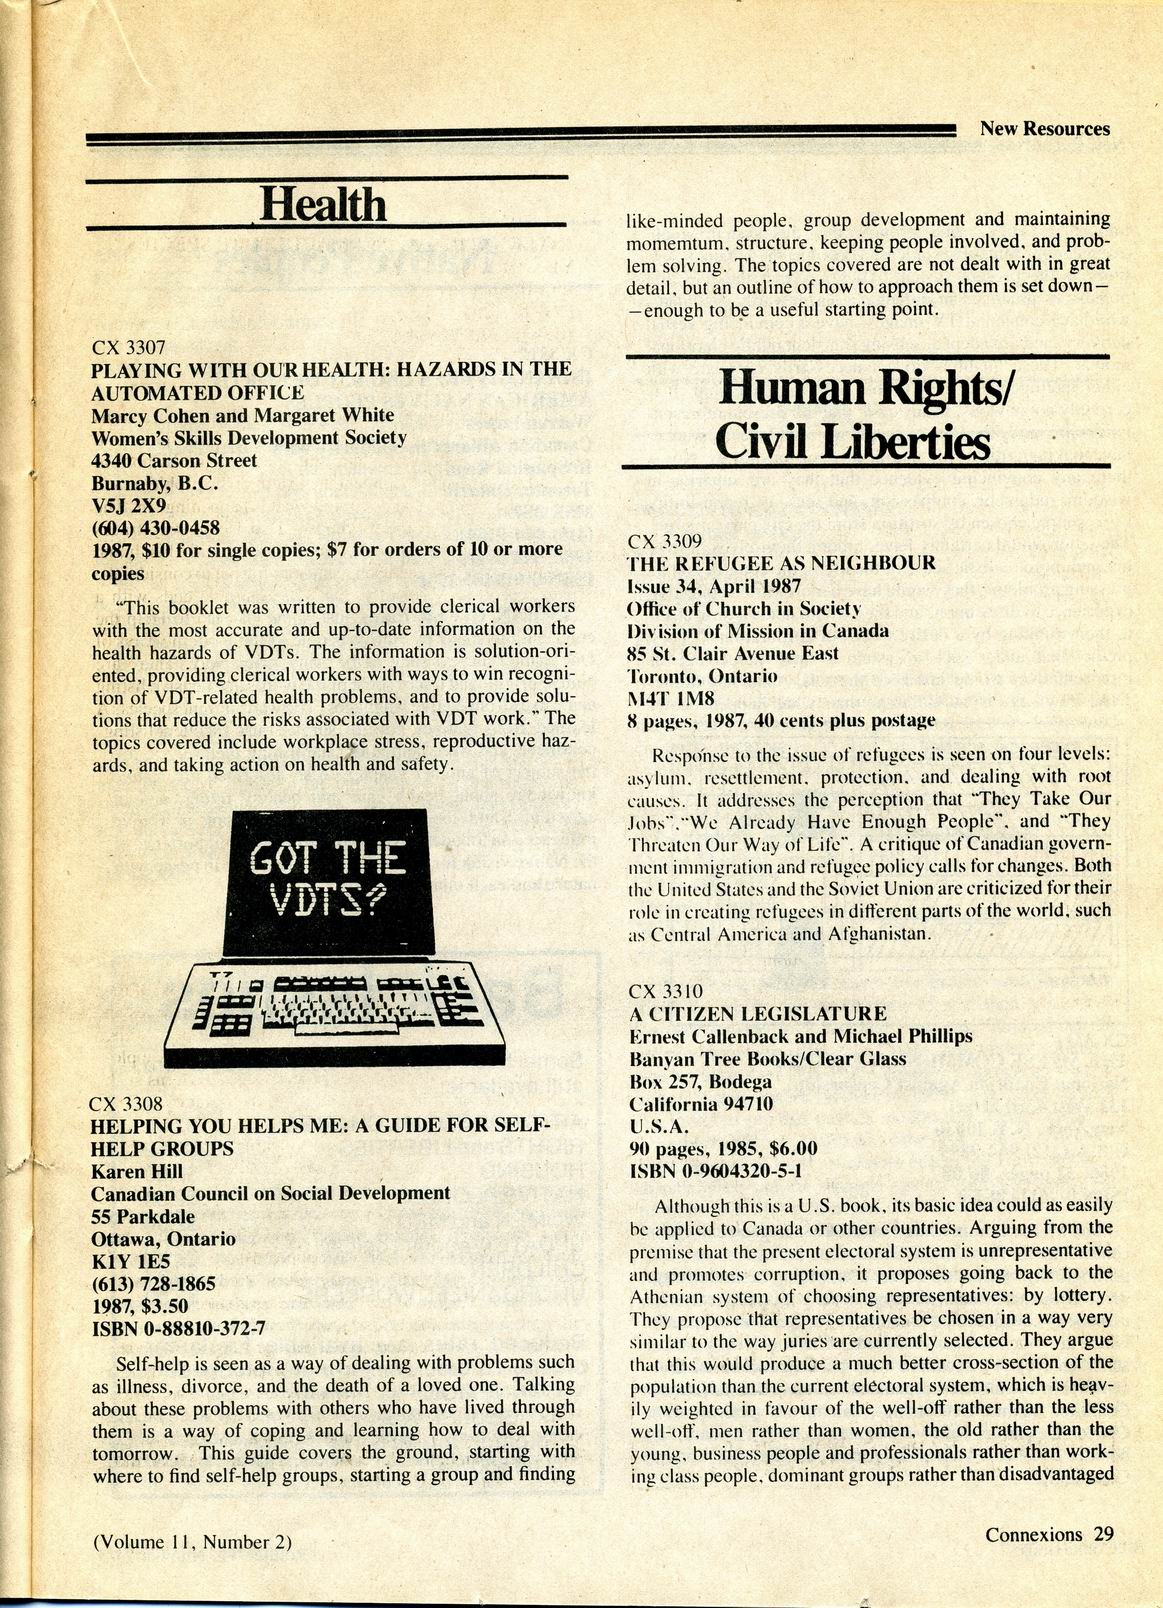 New Resources
Health
CX 3307
PLAYING WITH OUR HEALTH: HAZARDS IN THE
AUTOMATED OFFICE
Marcy Cohen and Margaret White
Women's Skills Development Society
4340 Carson Street
Burnaby, B.C.
V5J 2X9
(604) 430-0458
1987, $10 for single copies; $7 for orders of 10 or more
copies
"This booklet was written to provide clerical workers
with the most accurate and up-to-date information on the
health hazards of VDTs. The information is solution-ori-
ented, providing clerical workers with ways to win recogni-
tion of VDT-related health problems, and to provide solu-
tions that reduce the risks associated with VDT work." The
topics covered include workplace stress, reproductive haz-
ards, and taking action on health and safety.
GOT THE
VDTS?
CX 3308
HELPING YOU HELPS ME: A GUIDE FOR SELF-
HELP GROUPS
Karen Hill
Canadian Council on Social Development
55 Parkdale
Ottawa, Ontario
K1Y 1E5
(613) 728-1865
1987, $3.50
ISBN 0-88810-372-7
Self-help is seen as a way of dealing with problems such
as illness, divorce, and the death of a loved one. Talking
about these problems with others who have lived through
them is a way of coping and learning how to deal with
tomorrow. This guide covers the ground, starting with
where to find self-help groups, starting a group and finding
like-minded people, group development and maintaining
momemtum, structure, keeping people involved, and prob-
lem solving. The topics covered are not dealt with in great
detail, but an outline of how to approach them is set down—
—enough to be a useful starting point.
Human Rights/
Civil Liberties
CX 3309
THE REFUGEE AS NEIGHBOUR
Issue 34, April 1987
Office of Church in Society
Division of Mission in Canada
85 St. Clair Avenue East
Toronto, Ontario
M4T 1M8
8 pages, 1987, 40 cents plus postage
Response to the issue of refugees is seen on four levels:
asylum, resettlement, protection, and dealing with root
causes. It addresses the perception that "They Take Our
Jobs","We Already Have Enough People", and "They
Threaten Our Way of Life". A critique of Canadian govern-
ment immigration and refugee policy calls for changes. Both
the United States and the Soviet Union are criticized for their
role in creating refugees in different parts of the world, such
as Central America and Afghanistan.
CX 3310
A CITIZEN LEGISLATURE
Ernest Callenback and Michael Phillips
Banyan Tree Books/Clear Glass
Box 257, Bodega
California 94710
U.S.A.
90 pages, 1985, $6.00
ISBN 0-9604320-5-1
Although this is a U.S. book, its basic idea could as easily
be applied to Canada or other countries. Arguing from the
premise that the present electoral system is unrepresentative
and promotes corruption, it proposes going back to the
Athenian system of choosing representatives: by lottery.
They propose that representatives be chosen in a way very
similar to the way juries are currently selected. They argue
that this would produce a much better cross-section of the
population than the current electoral system, which is heav-
ily weighted in favour of the well-off rather than the less
well-off, men rather than women, the old rather than the
young, business people and professionals rather than work-
ing class people, dominant groups rather than disadvantaged
(Volume 11, Number 2)
Connexions 29